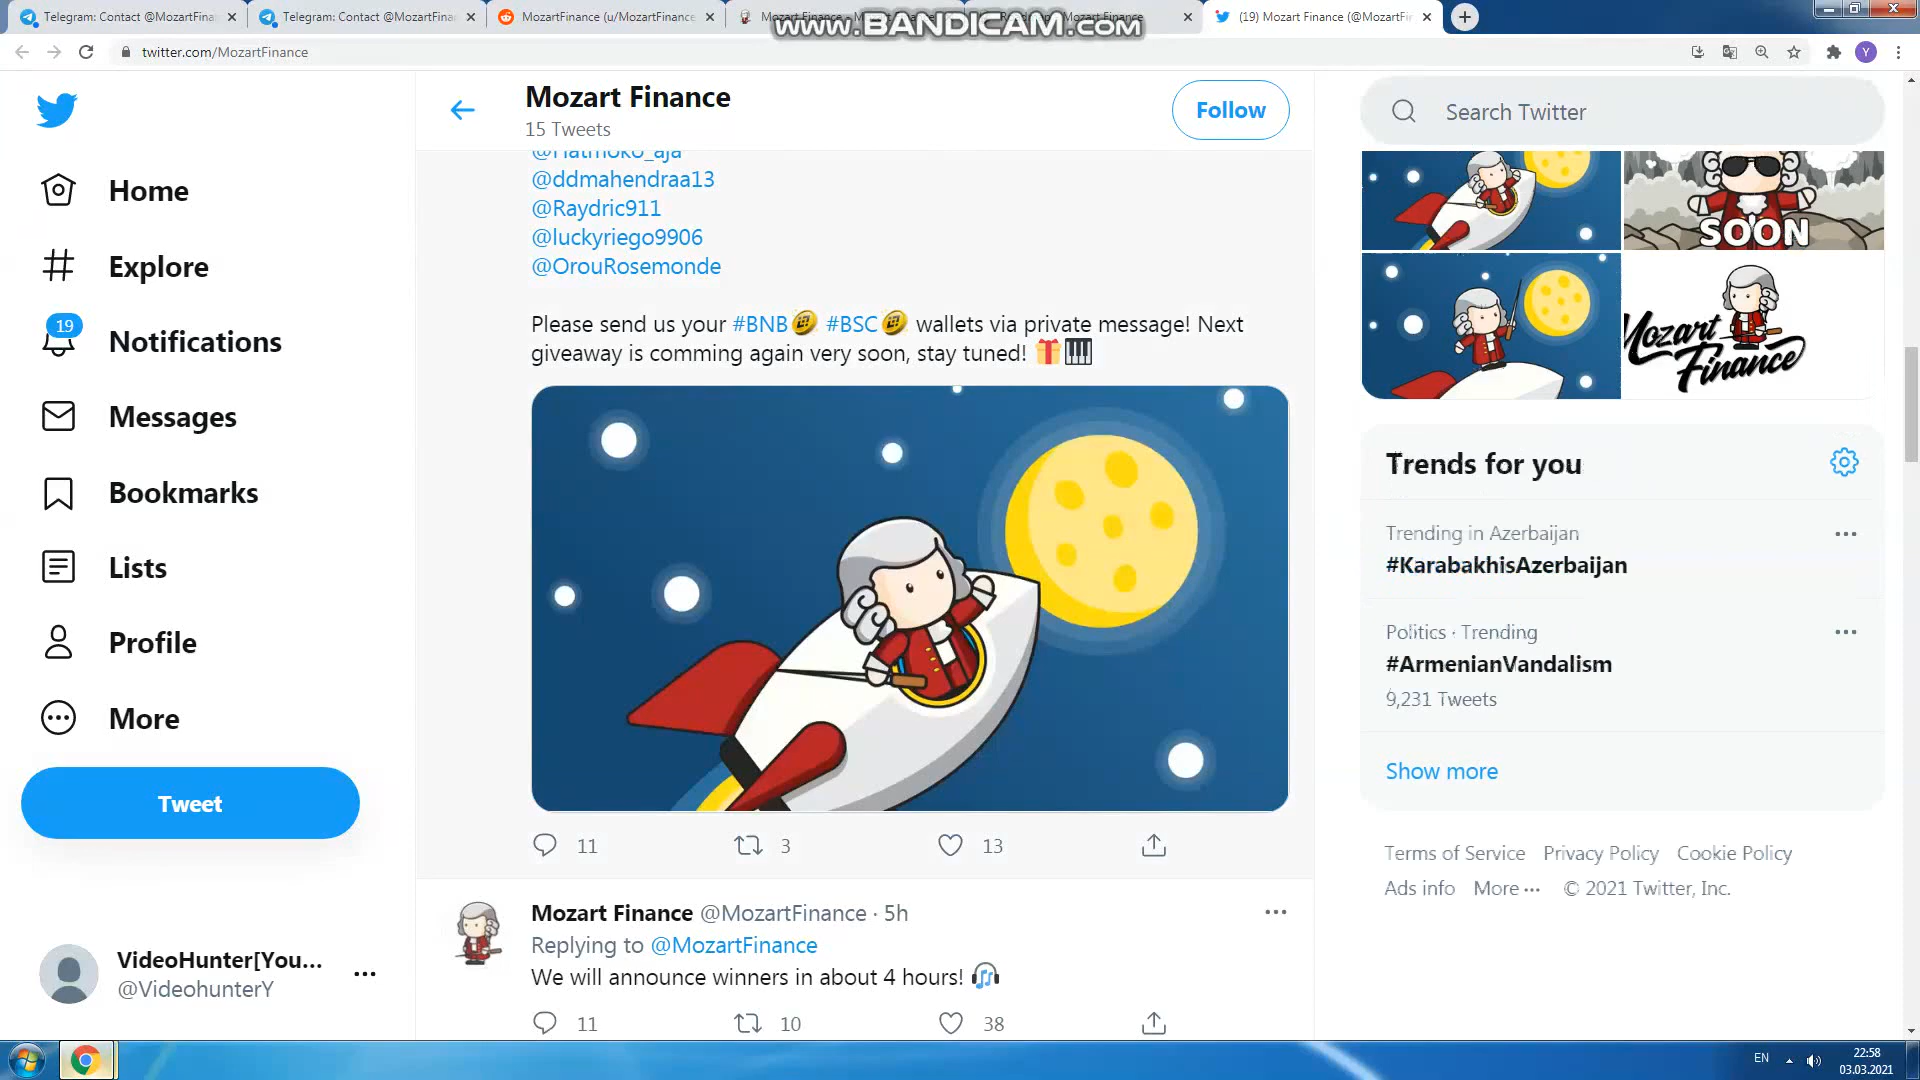 Telegram: Contact @MozartFina
Telegram: Contact @MozartFina
MozartFinance (u/MozartFinance
(19) Mozart Finance (@MozartFi
www.BANDICAM.com
twitter.com/MozartFinance
Y
Mozart Finance
15 Tweets
Follow
Search Twitter
Home
Explore
19
Notifications
Messages
Bookmarks
Lists
Profile
More
Tweet
VideoHunter[You...
@VideohunterY
@ddmahendraa13
@Raydric911
@luckyriego9906
@OrouRosemonde
Please send us your #BNB #BSC wallets via private message! Next
giveaway is comming again very soon, stay tuned!
11 3 13
Mozart Finance @MozartFinance · 5h
Replying to @MozartFinance
We will announce winners in about 4 hours!
11 10 38
SOON
Mozart
Finance
Trends for you
Trending in Azerbaijan
#KarabakhisAzerbaijan
Politics · Trending
#ArmenianVandalism
9,231 Tweets
Show more
Terms of Service Privacy Policy Cookie Policy
Ads info More ··· © 2021 Twitter, Inc.
EN
22:58
03.03.2021